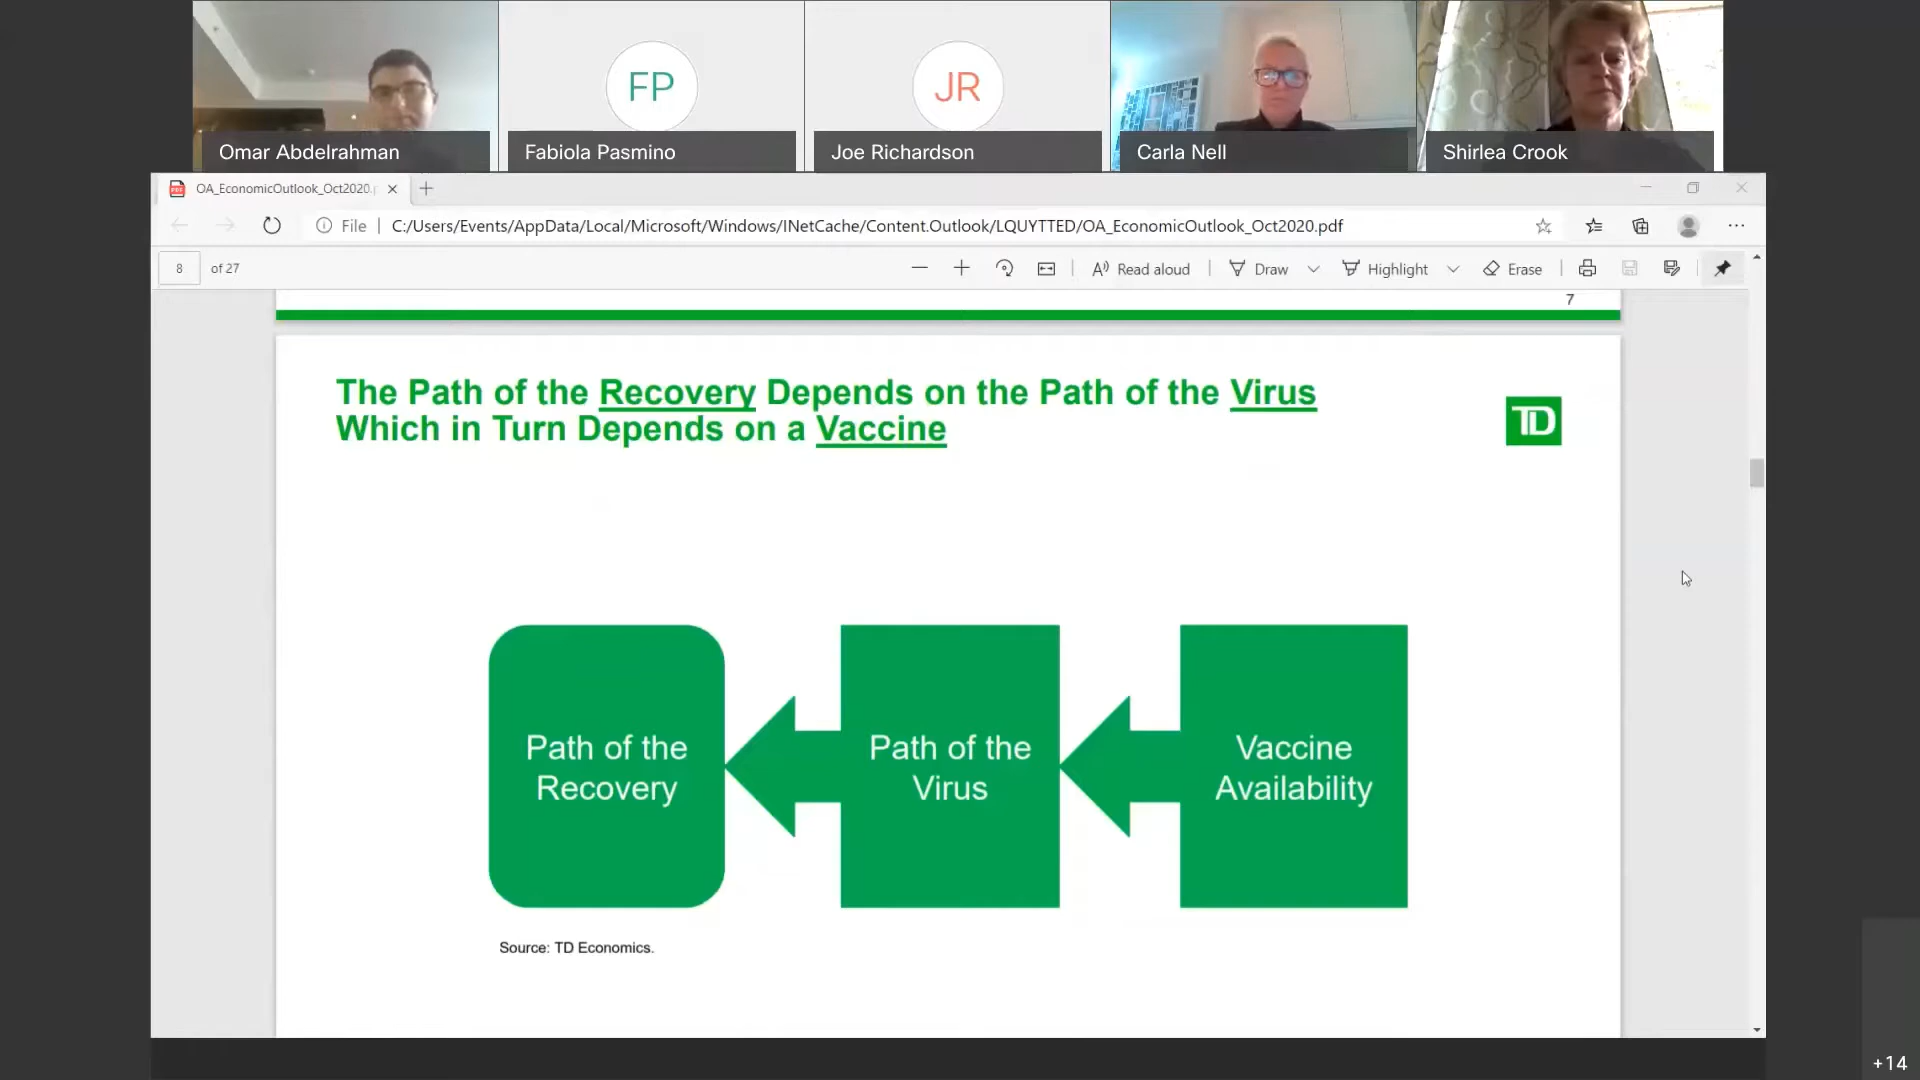 FP
JR
Omar Abdelrahman
Fabiola Pasmino
Joe Richardson
Carla Nell
Shirlea Crook
OA_EconomicOutlook_Oct2020.
File
C:/Users/Events/AppData/Local/Microsoft/Windows/INetCache/Content.Outlook/LQUYTTED/OA_EconomicOutlook_Oct2020.pdf
8 of 27
Read aloud
Draw
Highlight
Erase
7
The Path of the Recovery Depends on the Path of the Virus
Which in Turn Depends on a Vaccine
TD
Path of the
Recovery
Path of the
Virus
Vaccine
Availability
Source: TD Economics.
+14